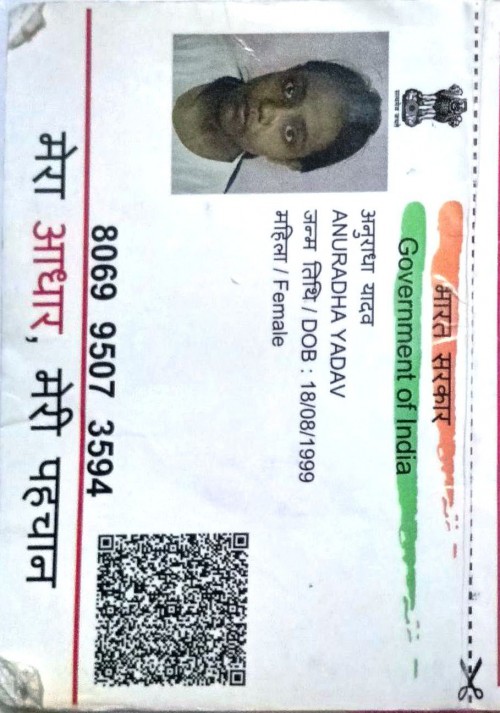 भारत सरकार
Government of India
अनुराधा यादव
ANURADHA YADAV
जन्म तिथि / DOB : 18/08/1999
महिला / Female
8069 9507 3594
मेरा आधार, मेरी पहचान